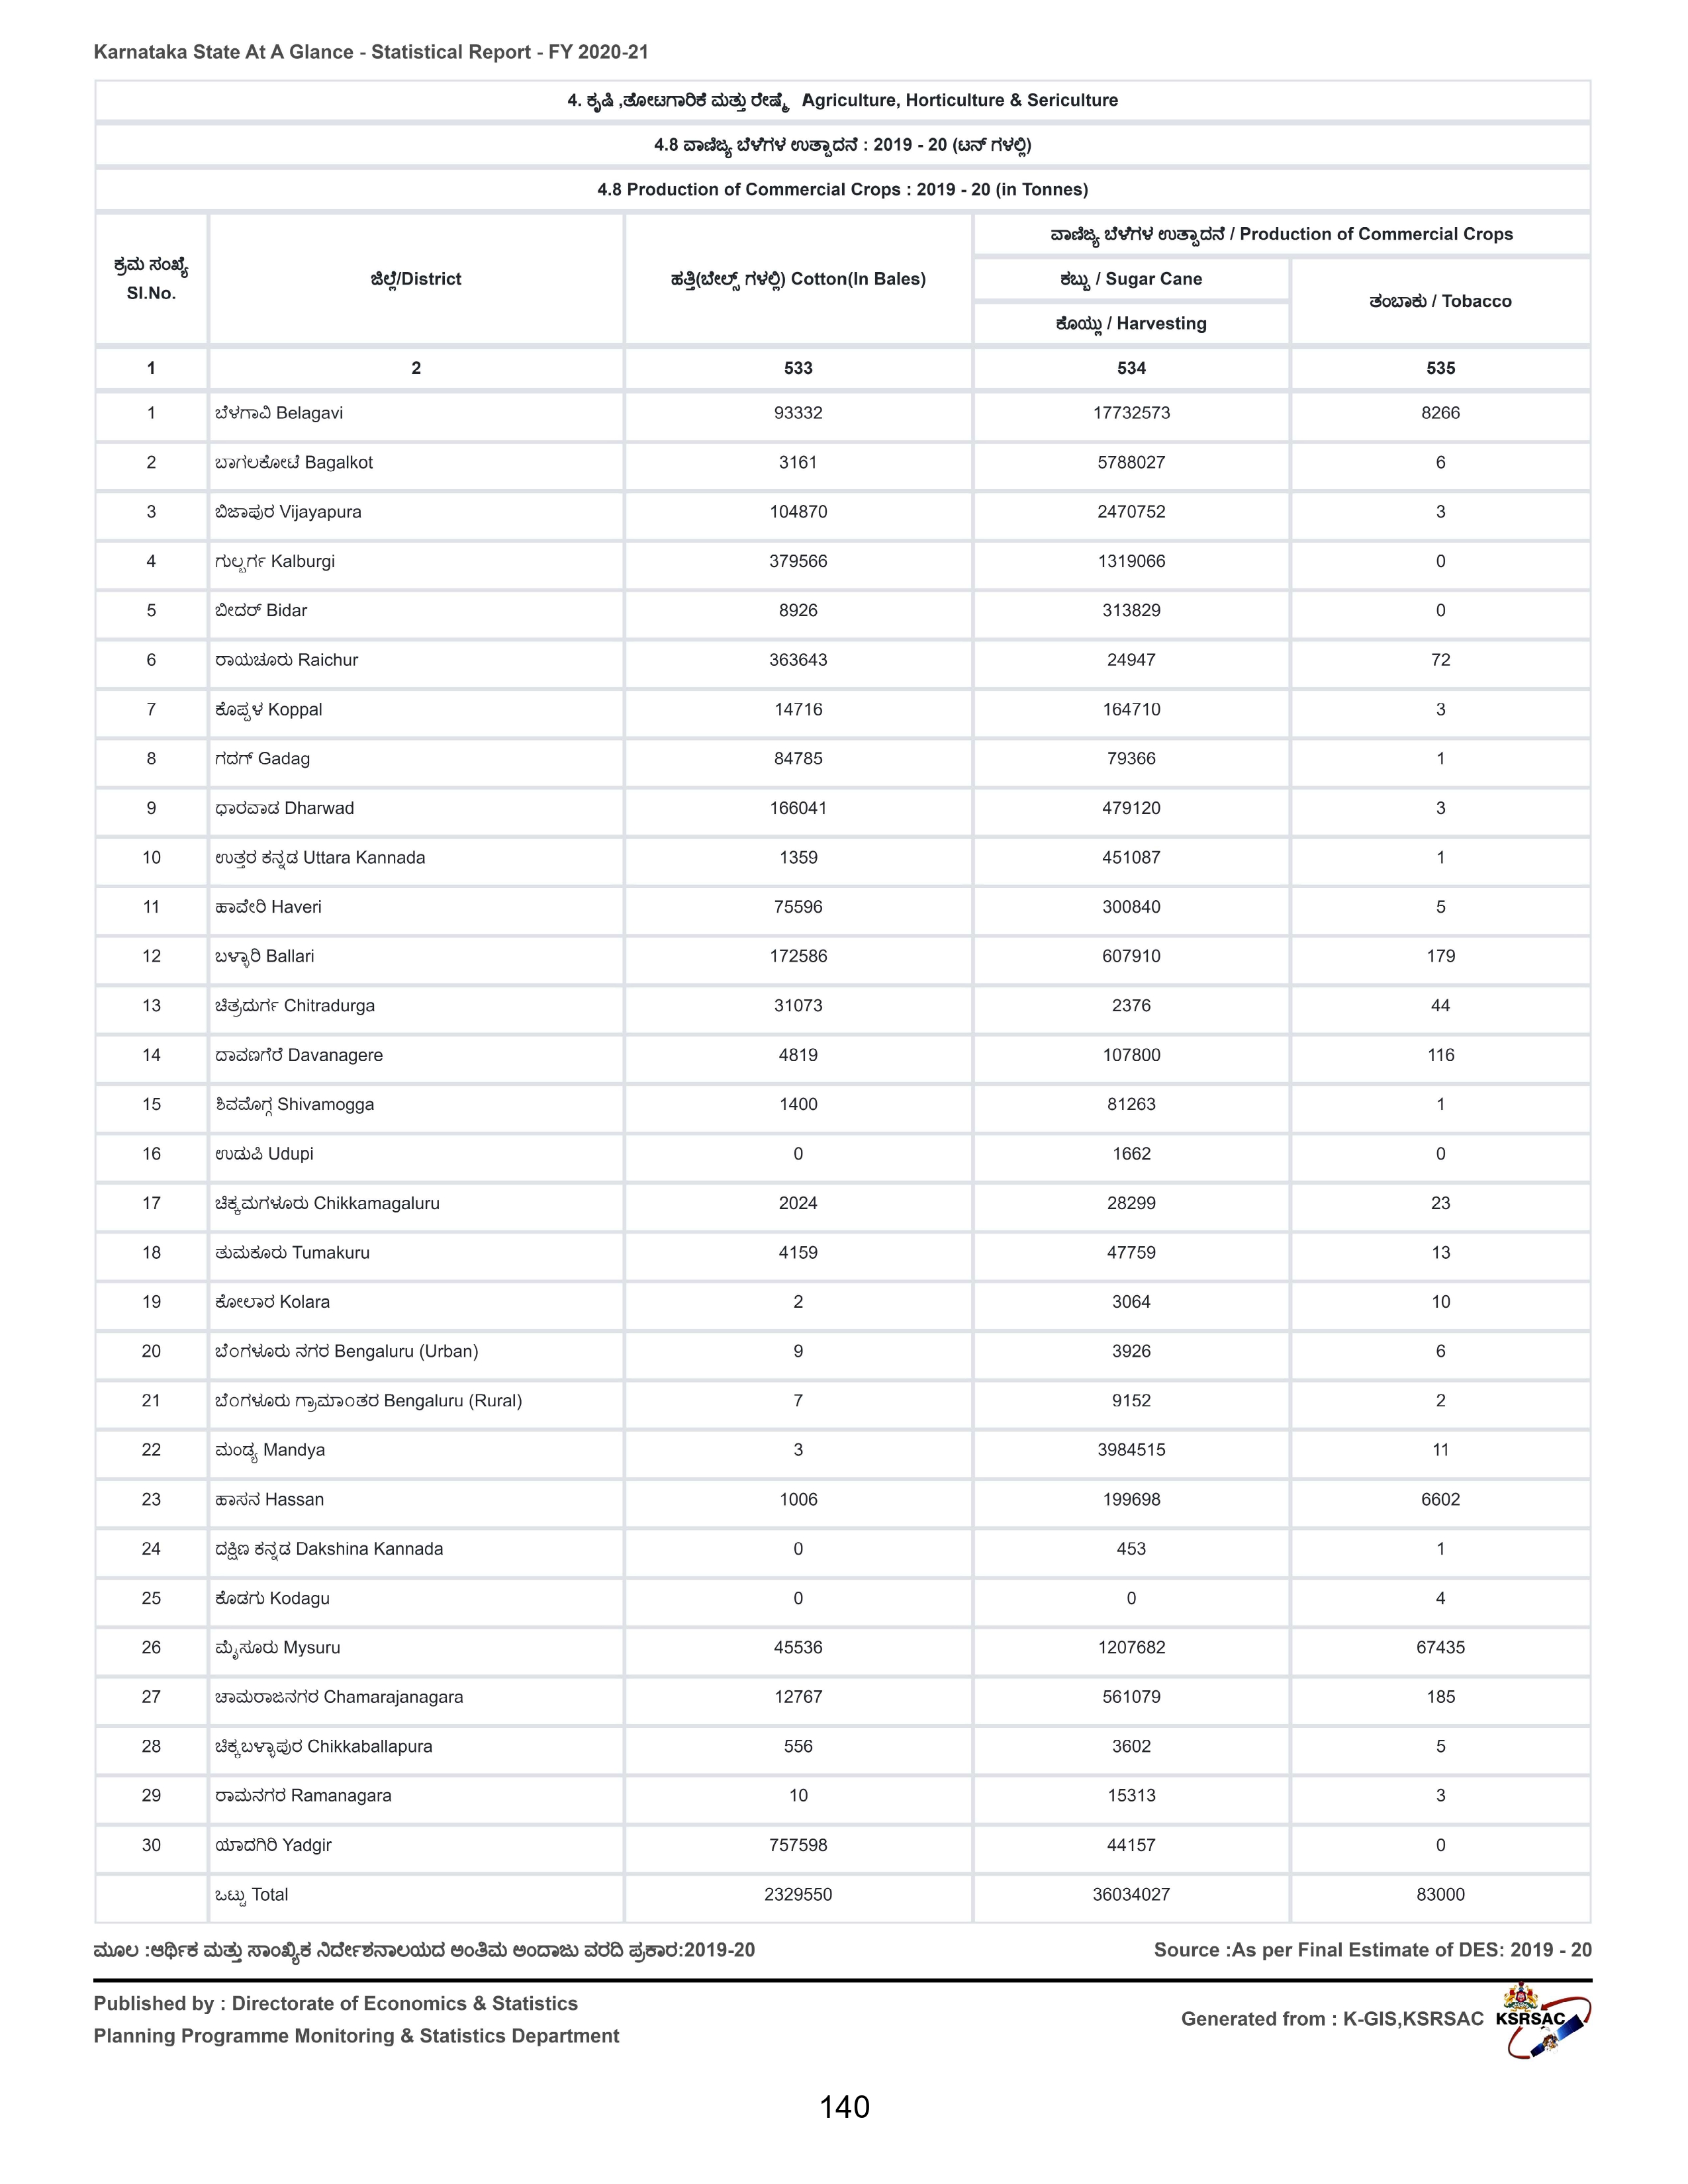 Karnataka State At A Glance - Statistical Report - FY 2020-21
4. ಕೃಷಿ ,ತೋಟಗಾರಿಕೆ ಮತ್ತು ರೇಷ್ಮೆ Agriculture, Horticulture & Sericulture
4.8 ವಾಣಿಜ್ಯ ಬೆಳೆಗಳ ಉತ್ಪಾದನೆ : 2019 - 20 (ಟನ್ ಗಳಲ್ಲಿ)
4.8 Production of Commercial Crops : 2019 - 20 (in Tonnes)
ಕ್ರಮ ಸಂಖ್ಯೆ
Sl.No.
ಜಿಲ್ಲೆ/District
ಹತ್ತಿ(ಬೇಲ್ಸ್ ಗಳಲ್ಲಿ) Cotton(In Bales)
ವಾಣಿಜ್ಯ ಬೆಳೆಗಳ ಉತ್ಪಾದನೆ / Production of Commercial Crops
ಕಬ್ಬು / Sugar Cane
ಕೊಯ್ಲು / Harvesting
ತಂಬಾಕು / Tobacco
1 2 533 534 535
1 ಬೆಳಗಾವಿ Belagavi 93332 17732573 8266
2 ಬಾಗಲಕೋಟೆ Bagalkot 3161 5788027 6
3 ಬಿಜಾಪುರ Vijayapura 104870 2470752 3
4 ಗುಲ್ಬರ್ಗ Kalburgi 379566 1319066 0
5 ಬೀದರ್ Bidar 8926 313829 0
6 ರಾಯಚೂರು Raichur 363643 24947 72
7 ಕೊಪ್ಪಳ Koppal 14716 164710 3
8 ಗದಗ್ Gadag 84785 79366 1
9 ಧಾರವಾಡ Dharwad 166041 479120 3
10 ಉತ್ತರ ಕನ್ನಡ Uttara Kannada 1359 451087 1
11 ಹಾವೇರಿ Haveri 75596 300840 5
12 ಬಳ್ಳಾರಿ Ballari 172586 607910 179
13 ಚಿತ್ರದುರ್ಗ Chitradurga 31073 2376 44
14 ದಾವಣಗೆರೆ Davanagere 4819 107800 116
15 ಶಿವಮೊಗ್ಗ Shivamogga 1400 81263 1
16 ಉಡುಪಿ Udupi 0 1662 0
17 ಚಿಕ್ಕಮಗಳೂರು Chikkamagaluru 2024 28299 23
18 ತುಮಕೂರು Tumakuru 4159 47759 13
19 ಕೋಲಾರ Kolara 2 3064 10
20 ಬೆಂಗಳೂರು ನಗರ Bengaluru (Urban) 9 3926 6
21 ಬೆಂಗಳೂರು ಗ್ರಾಮಾಂತರ Bengaluru (Rural) 7 9152 2
22 ಮಂಡ್ಯ Mandya 3 3984515 11
23 ಹಾಸನ Hassan 1006 199698 6602
24 ದಕ್ಷಿಣ ಕನ್ನಡ Dakshina Kannada 0 453 1
25 ಕೊಡಗು Kodagu 0 0 4
26 ಮೈಸೂರು Mysuru 45536 1207682 67435
27 ಚಾಮರಾಜನಗರ Chamarajanagara 12767 561079 185
28 ಚಿಕ್ಕಬಳ್ಳಾಪುರ Chikkaballapura 556 3602 5
29 ರಾಮನಗರ Ramanagara 10 15313 3
30 ಯಾದಗಿರಿ Yadgir 757598 44157 0
ಒಟ್ಟು Total 2329550 36034027 83000
ಮೂಲ :ಆರ್ಥಿಕ ಮತ್ತು ಸಾಂಖ್ಯಿಕ ನಿರ್ದೇಶನಾಲಯದ ಅಂತಿಮ ಅಂದಾಜು ವರದಿ ಪ್ರಕಾರ:2019-20 Source :As per Final Estimate of DES: 2019 - 20
Published by : Directorate of Economics & Statistics
Planning Programme Monitoring & Statistics Department
Generated from : K-GIS,KSRSAC KSRSAC
140